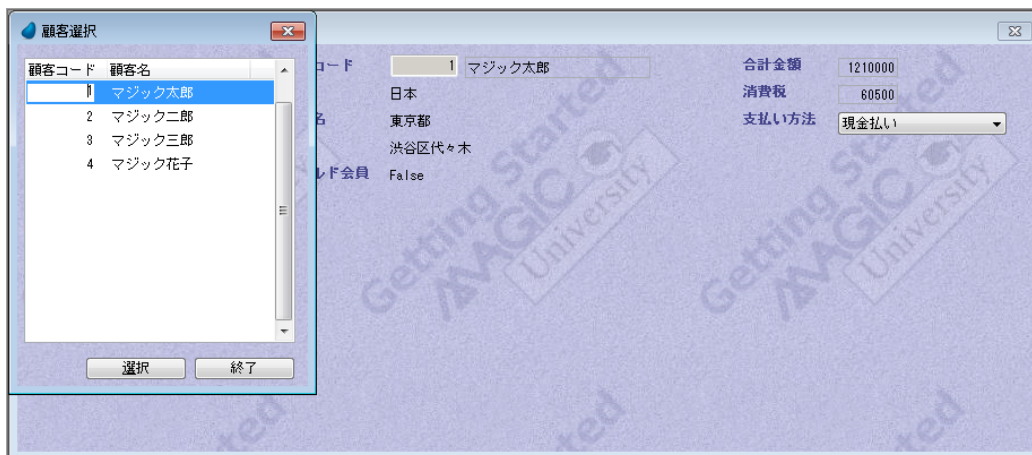 顧客選択
顧客コード 顧客名
1 マジック太郎
2 マジック二郎
3 マジック三郎
4 マジック花子
選択 終了
コード 1 マジック太郎
日本
名 東京都
渋谷区代々木
ルド会員 False
合計金額 1210000
消費税 60500
支払い方法 現金払い
Getting Started
MAGIC
University
Getting Started
MAGIC
University